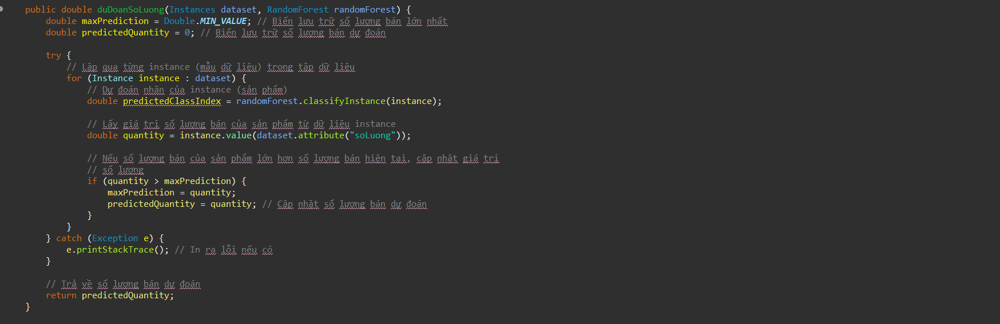 public double duDoanSoLuong(Instances dataset, RandomForest randomForest) {
double maxPrediction = Double.MIN_VALUE; // Biến lưu trữ số lượng bán lớn nhất
double predictedQuantity = 0; // Biến lưu trữ số lượng bán dự đoán
try {
// Lặp qua từng instance (mẫu dữ liệu) trong tập dữ liệu
for (Instance instance : dataset) {
// Dự đoán nhãn của instance (sản phẩm)
double predictedClassIndex = randomForest.classifyInstance(instance);
// Lấy giá trị số lượng bán của sản phẩm từ dữ liệu instance
double quantity = instance.value(dataset.attribute("soLuong"));
// Nếu số lượng bán của sản phẩm lớn hơn số lượng bán hiện tại, cập nhật giá trị
// số lượng
if (quantity > maxPrediction) {
maxPrediction = quantity;
predictedQuantity = quantity; // Cập nhật số lượng bán dự đoán
}
}
} catch (Exception e) {
e.printStackTrace(); // In ra lỗi nếu có
}
// Trả về số lượng bán dự đoán
return predictedQuantity;
}